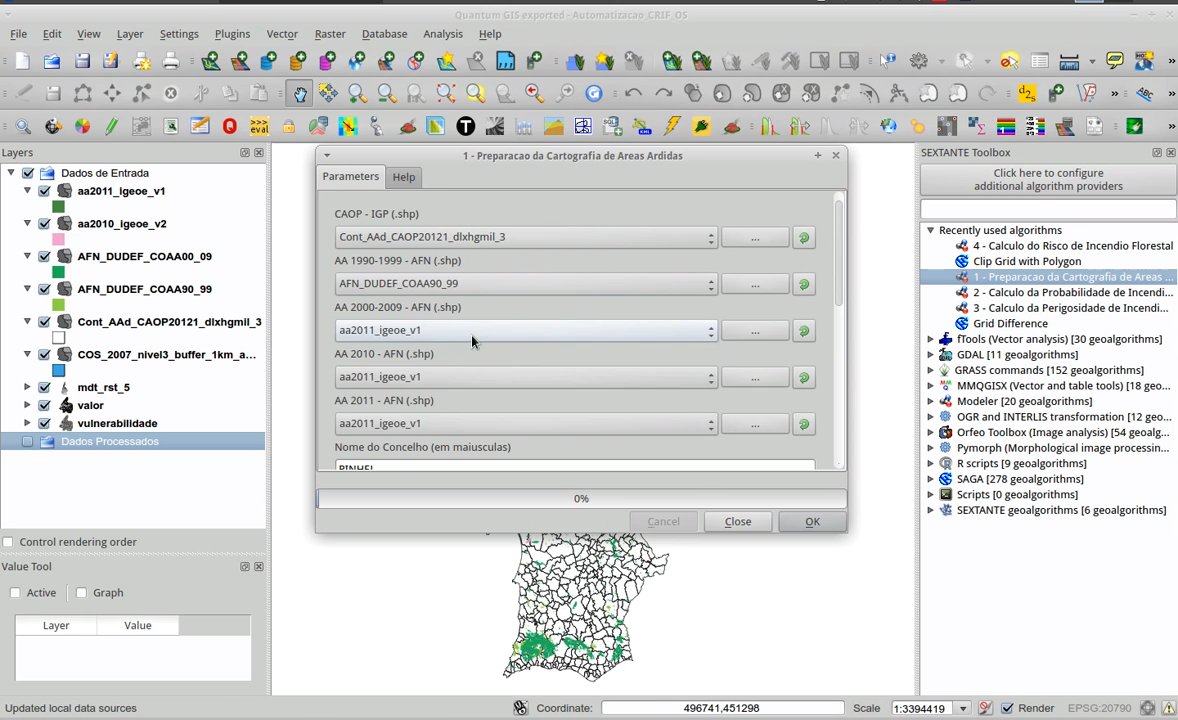 Quantum GIS exported - Automatizacao_CRIF_OS
File Edit View Layer Settings Plugins Vector Raster Database Analysis Help
Layers
Dados de Entrada
aa2011_igeoe_v1
aa2010_igeoe_v2
AFN_DUDEF_COAA00_09
AFN_DUDEF_COAA90_99
Cont_AAd_CAOP20121_dlxhgmil_3
COS_2007_nivel3_buffer_1km_a...
mdt_rst_5
valor
vulnerabilidade
Dados Processados
Control rendering order
Value Tool
Active Graph
Layer Value
1 - Preparacao da Cartografia de Areas Ardidas
Parameters Help
CAOP - IGP (.shp)
Cont_AAd_CAOP20121_dlxhgmil_3 ...
AA 1990-1999 - AFN (.shp)
AFN_DUDEF_COAA90_99 ...
AA 2000-2009 - AFN (.shp)
aa2011_igeoe_v1 ...
AA 2010 - AFN (.shp)
aa2011_igeoe_v1 ...
AA 2011 - AFN (.shp)
aa2011_igeoe_v1 ...
Nome do Concelho (em maiusculas)
PINHEL
0%
Cancel Close OK
SEXTANTE Toolbox
Click here to configure
additional algorithm providers
Recently used algorithms
4 - Calculo do Risco de Incendio Florestal
Clip Grid with Polygon
1 - Preparacao da Cartografia de Areas ...
2 - Calculo da Probabilidade de Incendi...
3 - Calculo da Perigosidade de Incendi...
Grid Difference
fTools (Vector analysis) [30 geoalgorithms]
GDAL [11 geoalgorithms]
GRASS commands [152 geoalgorithms]
MMQGISX (Vector and table tools) [18 geo...
Modeler [20 geoalgorithms]
OGR and INTERLIS transformation [12 geo...
Orfeo Toolbox (Image analysis) [54 geoalg...
Pymorph (Morphological image processin...
R scripts [9 geoalgorithms]
SAGA [278 geoalgorithms]
Scripts [0 geoalgorithms]
SEXTANTE geoalgorithms [6 geoalgorithms]
Updated local data sources
Coordinate: 496741,451298 Scale 1:3394419 Render EPSG:20790